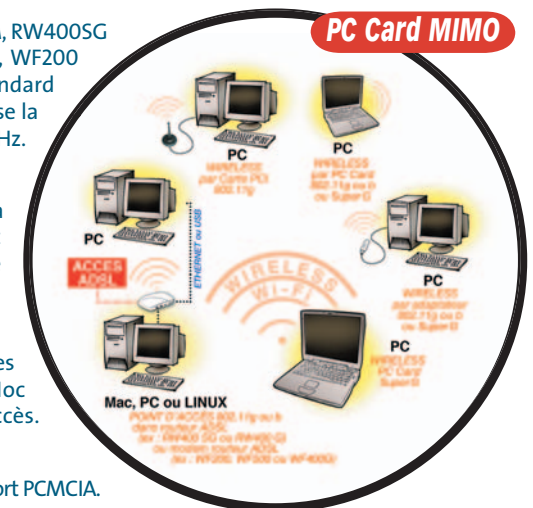 PC Card MIMO
, RW400SG
, WF200
ndard
se la
Hz.
es
oc
ccès.
ort PCMCIA.
PC
WIRELESS
par Carte PCI
802.11g
PC
WIRELESS
par PC Card
802.11g ou b
ou Super G
PC
ETHERNET ou USB
ACCES
ADSL
WIRELESS
WI-FI
PC
WIRELESS
par adaptateur
802.11g ou b
ou Super G
PC
WIRELESS
PC Card
Super G
Mac, PC ou LINUX
POINT D'ACCÈS 802.11g ou b
dans routeur ADSL
(ex : RW400 SG ou RW400 G)
ou modem routeur ADSL
(ex : WF200, WF500 ou WF400G)